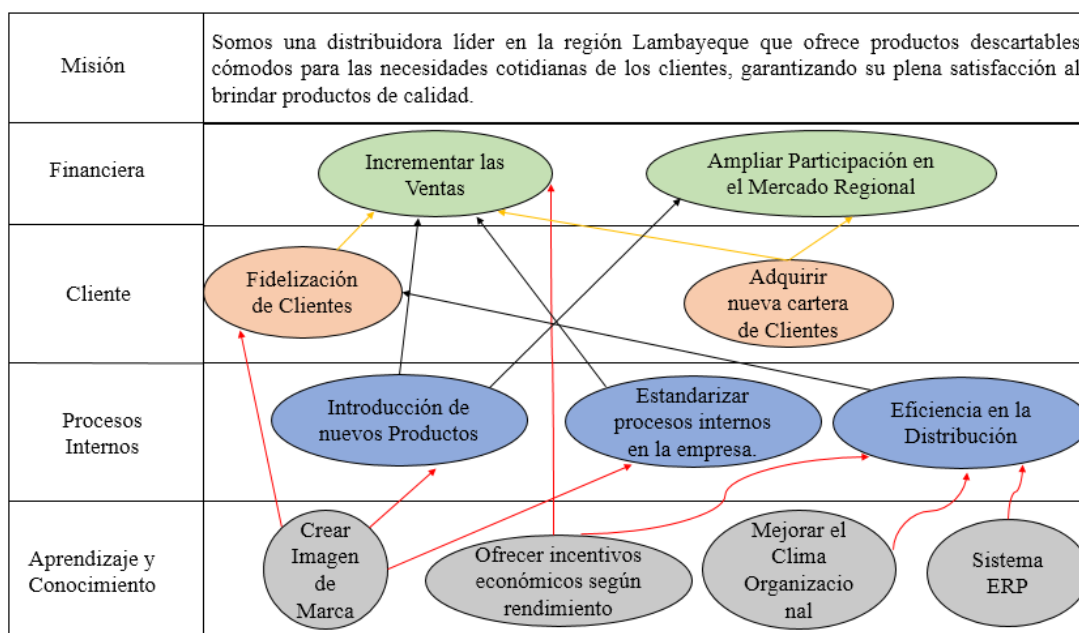 Misión
Somos una distribuidora líder en la región Lambayeque que ofrece productos descartables
cómodos para las necesidades cotidianas de los clientes, garantizando su plena satisfacción al
brindar productos de calidad.
Financiera
Incrementar las
Ventas
Ampliar Participación en
el Mercado Regional
Cliente
Fidelización
de Clientes
Adquirir
nueva cartera
de Clientes
Procesos
Internos
Introducción de
nuevos Productos
Estandarizar
procesos internos
en la empresa.
Eficiencia en la
Distribución
Aprendizaje y
Conocimiento
Crear
Imagen
de
Marca
Ofrecer incentivos
económicos según
rendimiento
Mejorar el
Clima
Organizacio
nal
Sistema
ERP